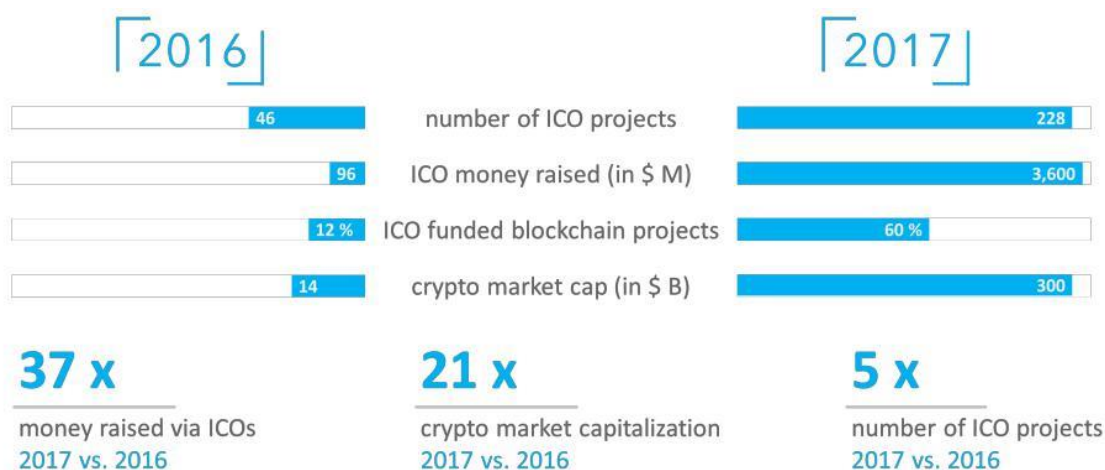 2016
2017
46 number of ICO projects 228
96 ICO money raised (in $ M) 3,600
12 % ICO funded blockchain projects 60 %
14 crypto market cap (in $ B) 300
37 x
money raised via ICOs
2017 vs. 2016
21 x
crypto market capitalization
2017 vs. 2016
5 x
number of ICO projects
2017 vs. 2016